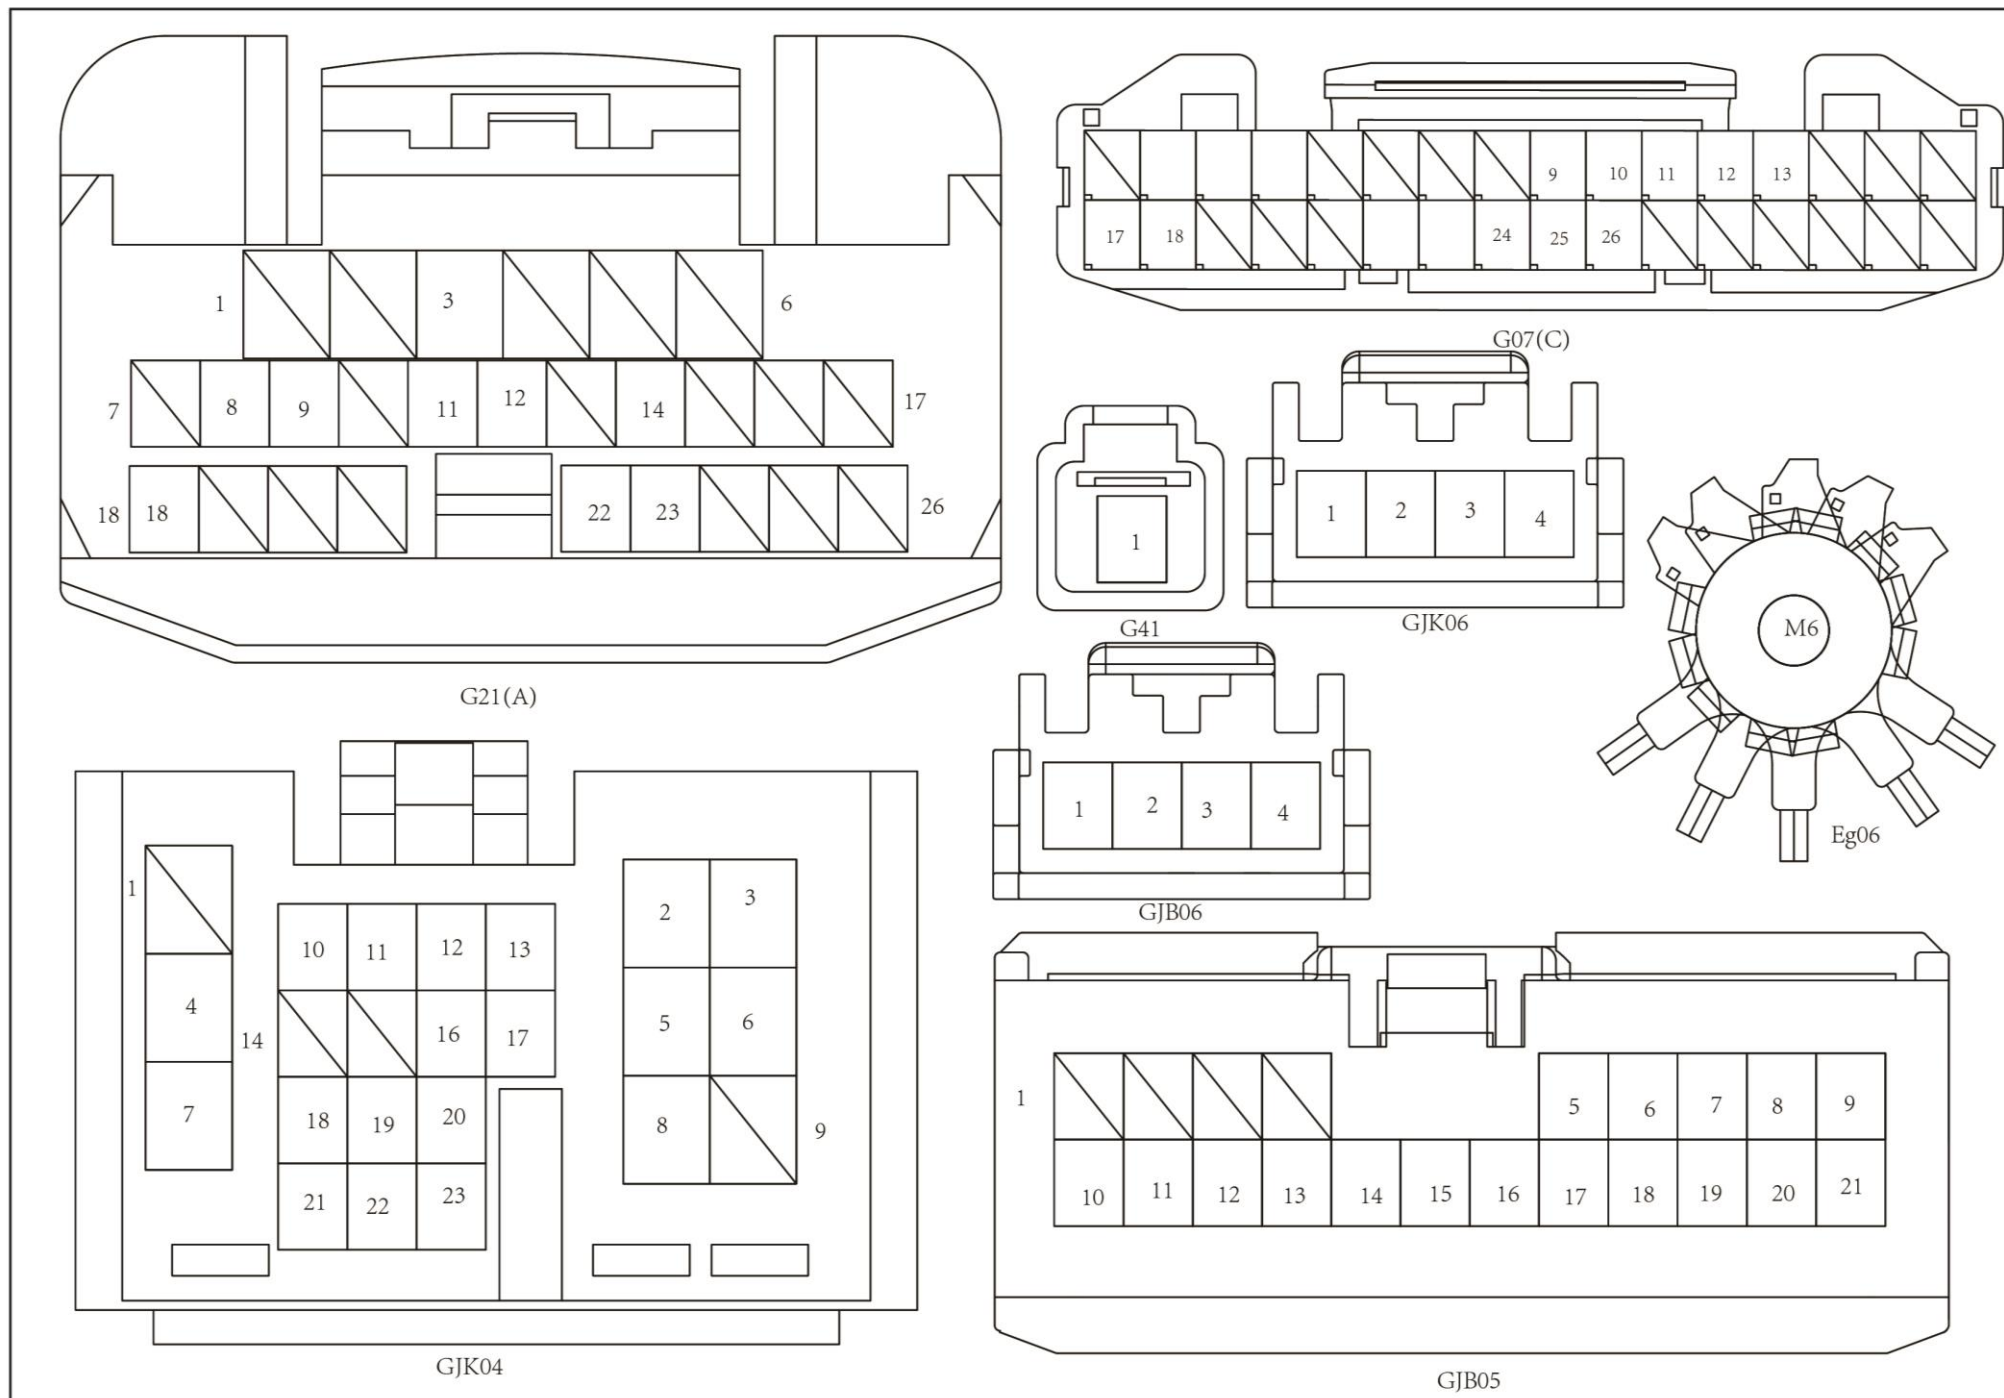 1 3 6
7 8 9 11 12 14 17
18 18 22 23 26
G21(A)
9 10 11 12 13
17 18 24 25 26
G07(C)
1
G41
1 2 3 4
GJK06
M6
Eg06
1 2 3 4
GJB06
1 2 3
10 11 12 13
4 14 16 17 5 6
7 18 19 20 8 9
21 22 23
GJK04
1 5 6 7 8 9
10 11 12 13 14 15 16 17 18 19 20 21
GJB05